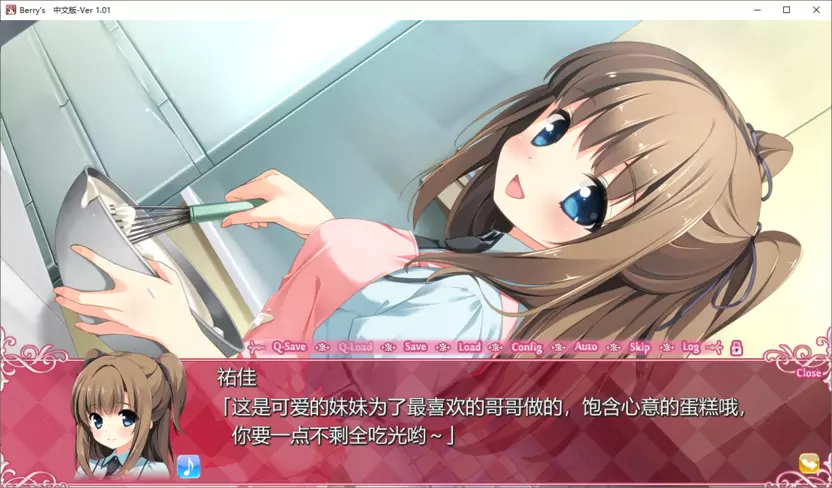 Berry's 中文版-Ver 1.01
Q-Save Q-Load Save Load Config Auto Skip Log
Close
祐佳
「这是可爱的妹妹为了最喜欢的哥哥做的，饱含心意的蛋糕哦，
你要一点不剩全吃光哟～」